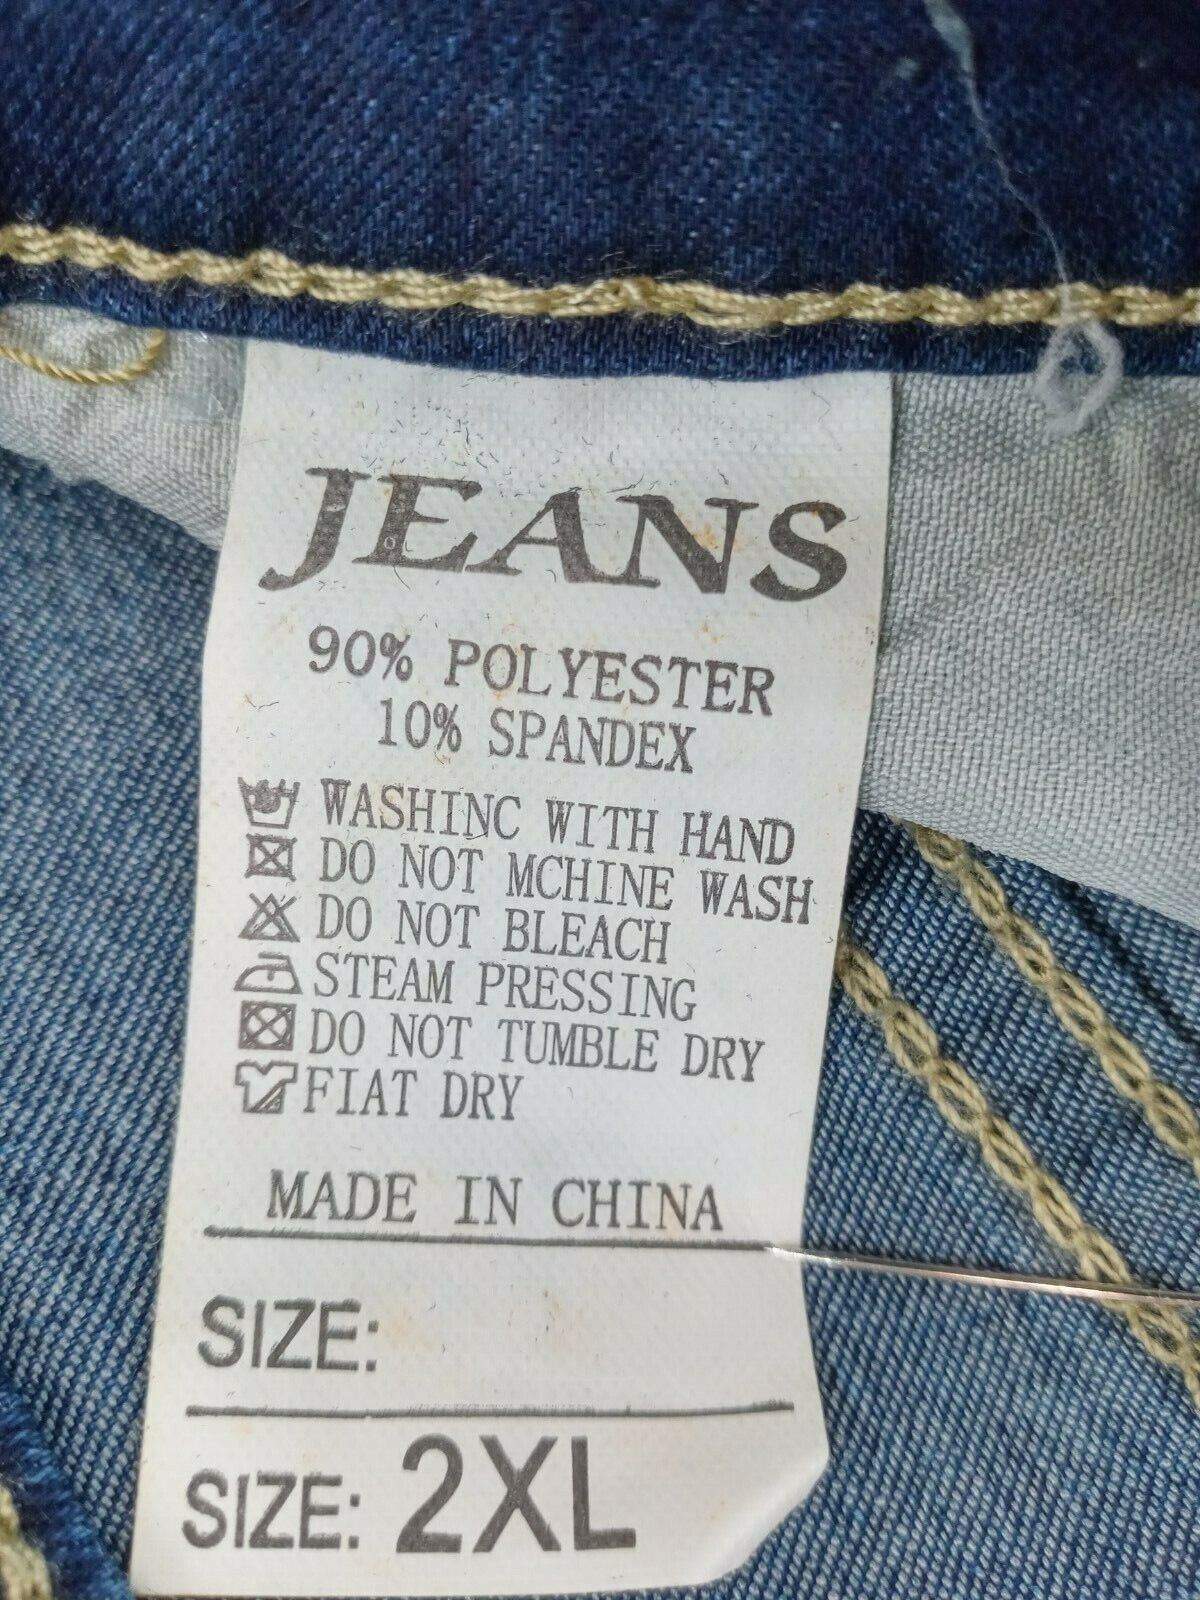 JEANS
90% POLYESTER
10% SPANDEX
WASHINC WITH HAND
DO NOT MCHINE WASH
DO NOT BLEACH
STEAM PRESSING
DO NOT TUMBLE DRY
FIAT DRY
MADE IN CHINA
SIZE:
SIZE: 2XL